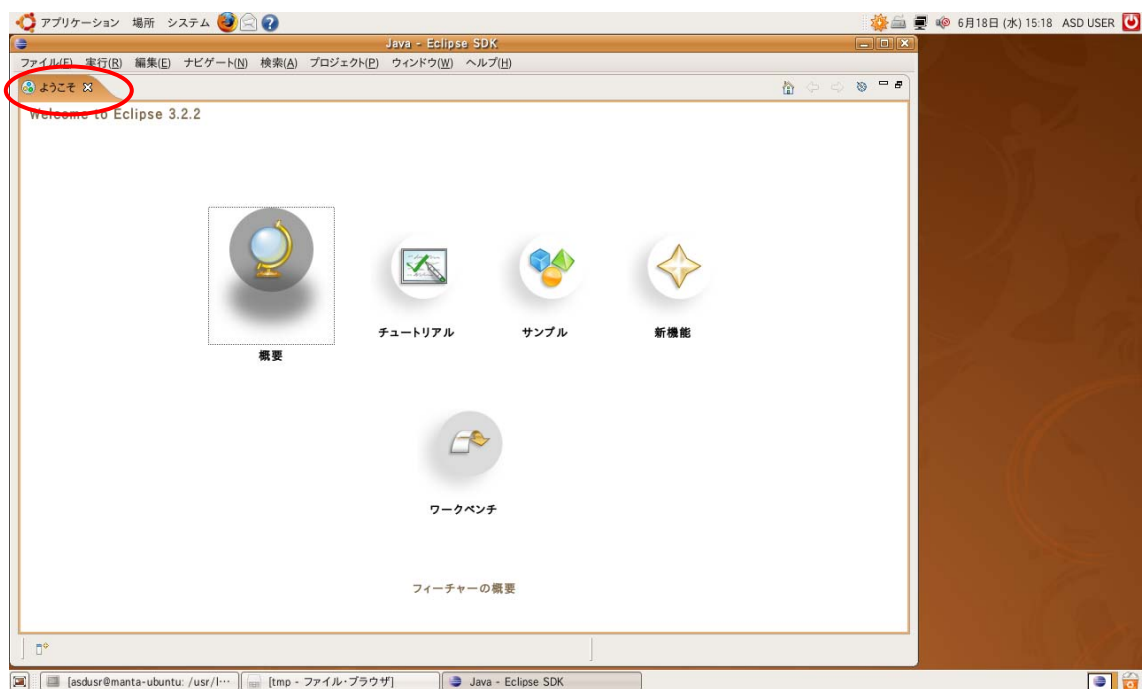 アプリケーション 場所 システム 6月18日 (水) 15:18 ASD USER
Java - Eclipse SDK
ファイル(F) 実行(R) 編集(E) ナビゲート(N) 検索(A) プロジェクト(P) ウィンドウ(W) ヘルプ(H)
ようこそ
Welcome to Eclipse 3.2.2
チュートリアル サンプル 新機能
概要
ワークベンチ
フィーチャーの概要
[asdusr@manta-ubuntu: /usr/l… [tmp - ファイル・ブラウザ] Java - Eclipse SDK